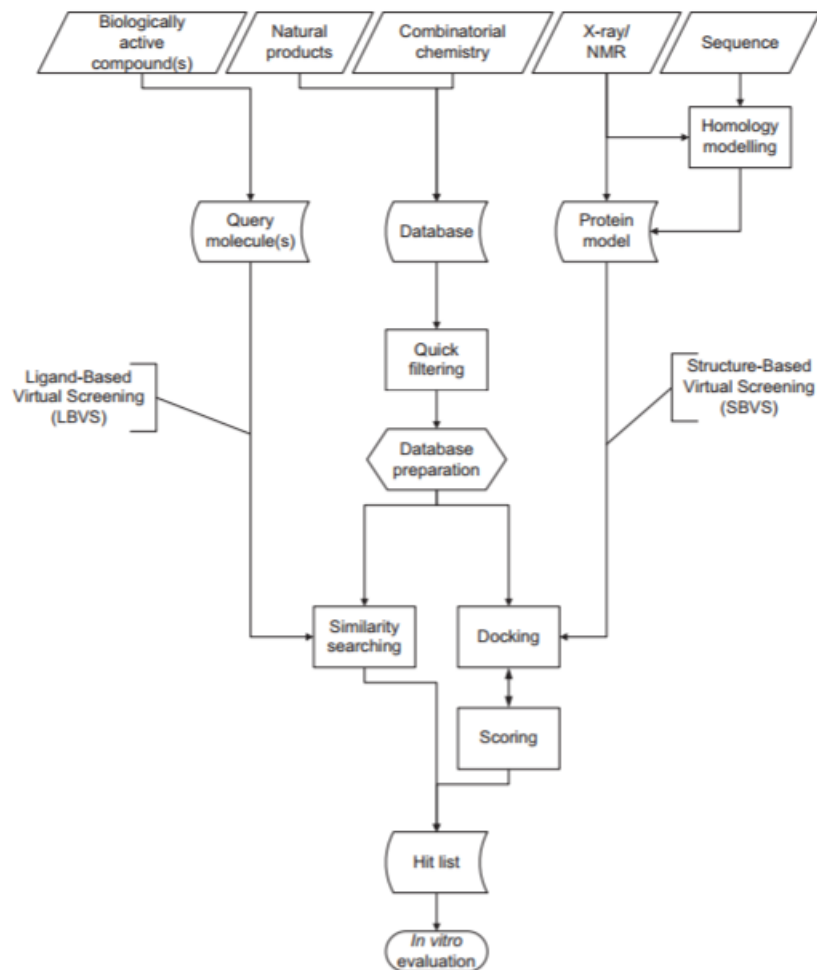 Biologically
active
compound(s)
Natural
products
Combinatorial
chemistry
X-ray/
NMR
Sequence
Homology
modelling
Query
molecule(s)
Database
Protein
model
Quick
filtering
Ligand-Based
Virtual Screening
(LBVS)
Structure-Based
Virtual Screening
(SBVS)
Database
preparation
Similarity
searching
Docking
Scoring
Hit list
In vitro
evaluation